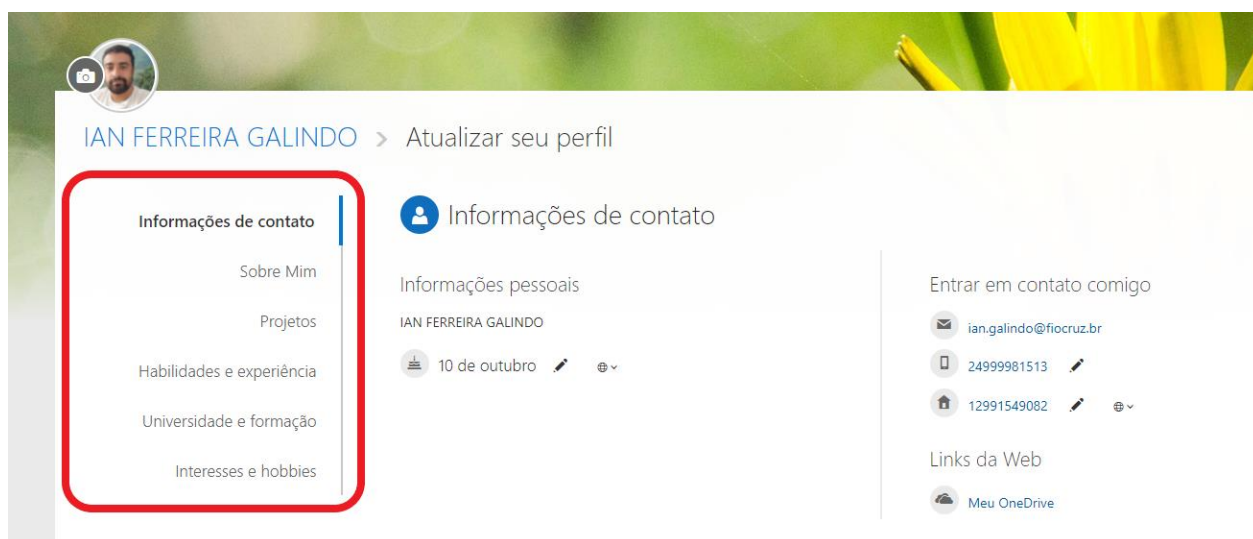 IAN FERREIRA GALINDO > Atualizar seu perfil
Informações de contato
Sobre Mim
Projetos
Habilidades e experiência
Universidade e formação
Interesses e hobbies
Informações de contato
Informações pessoais
IAN FERREIRA GALINDO
10 de outubro
Entrar em contato comigo
ian.galindo@fiocruz.br
24999981513
12991549082
Links da Web
Meu OneDrive